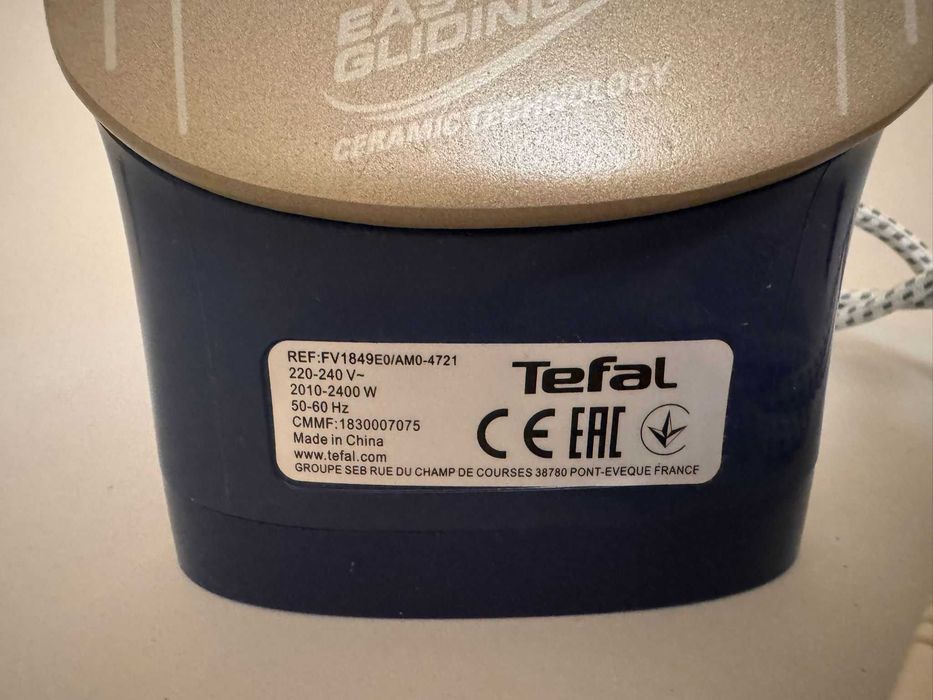 EASY
GLIDING
CERAMIC TECHNOLOGY
REF:FV1849E0/AM0-4721
220-240 V~
2010-2400 W
50-60 Hz
CMMF:1830007075
Made in China
www.tefal.com
GROUPE SEB RUE DU CHAMP DE COURSES 38780 PONT-EVEQUE FRANCE
Tefal
CE EAC